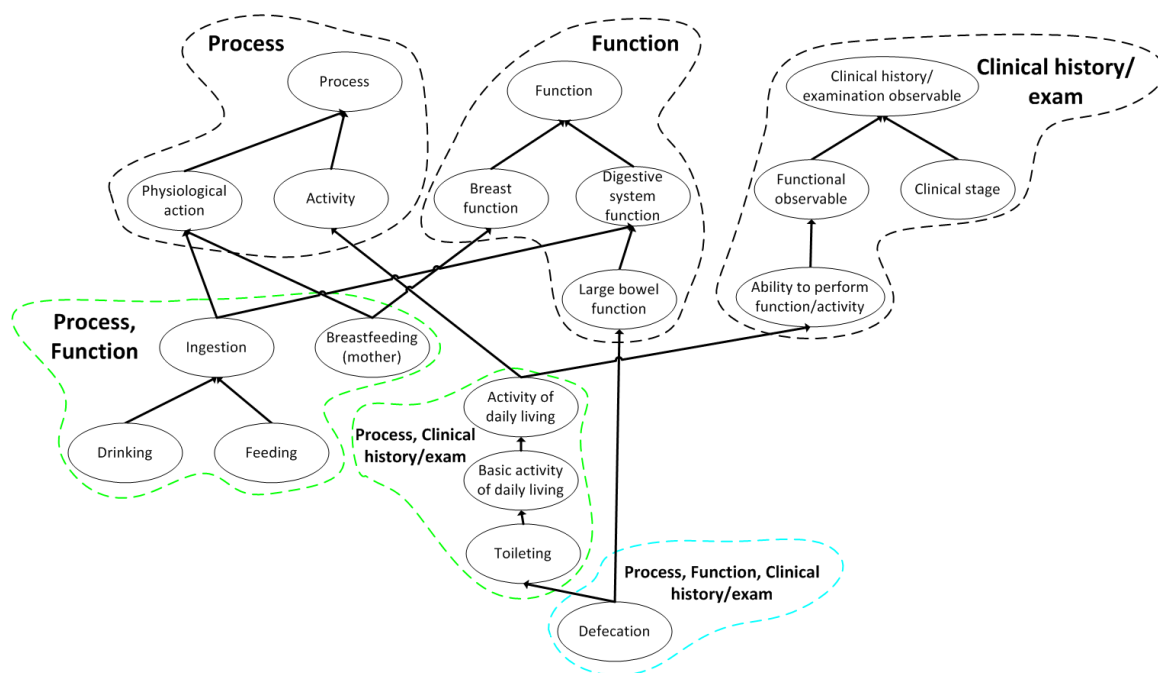 Process
Function
Clinical history/
exam
Process
Function
Clinical history/
examination observable
Physiological
action
Activity
Breast
function
Digestive
system
function
Functional
observable
Clinical stage
Large bowel
function
Ability to perform
function/activity
Process,
Function
Ingestion
Breastfeeding
(mother)
Drinking
Feeding
Process, Clinical
history/exam
Activity of
daily living
Basic activity
of daily living
Toileting
Process, Function, Clinical
history/exam
Defecation